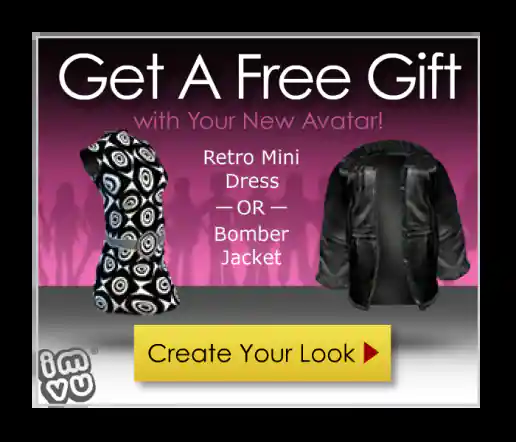 Get A Free Gift
with Your New Avatar!
Retro Mini
Dress
— OR —
Bomber
Jacket
Create Your Look
imvu